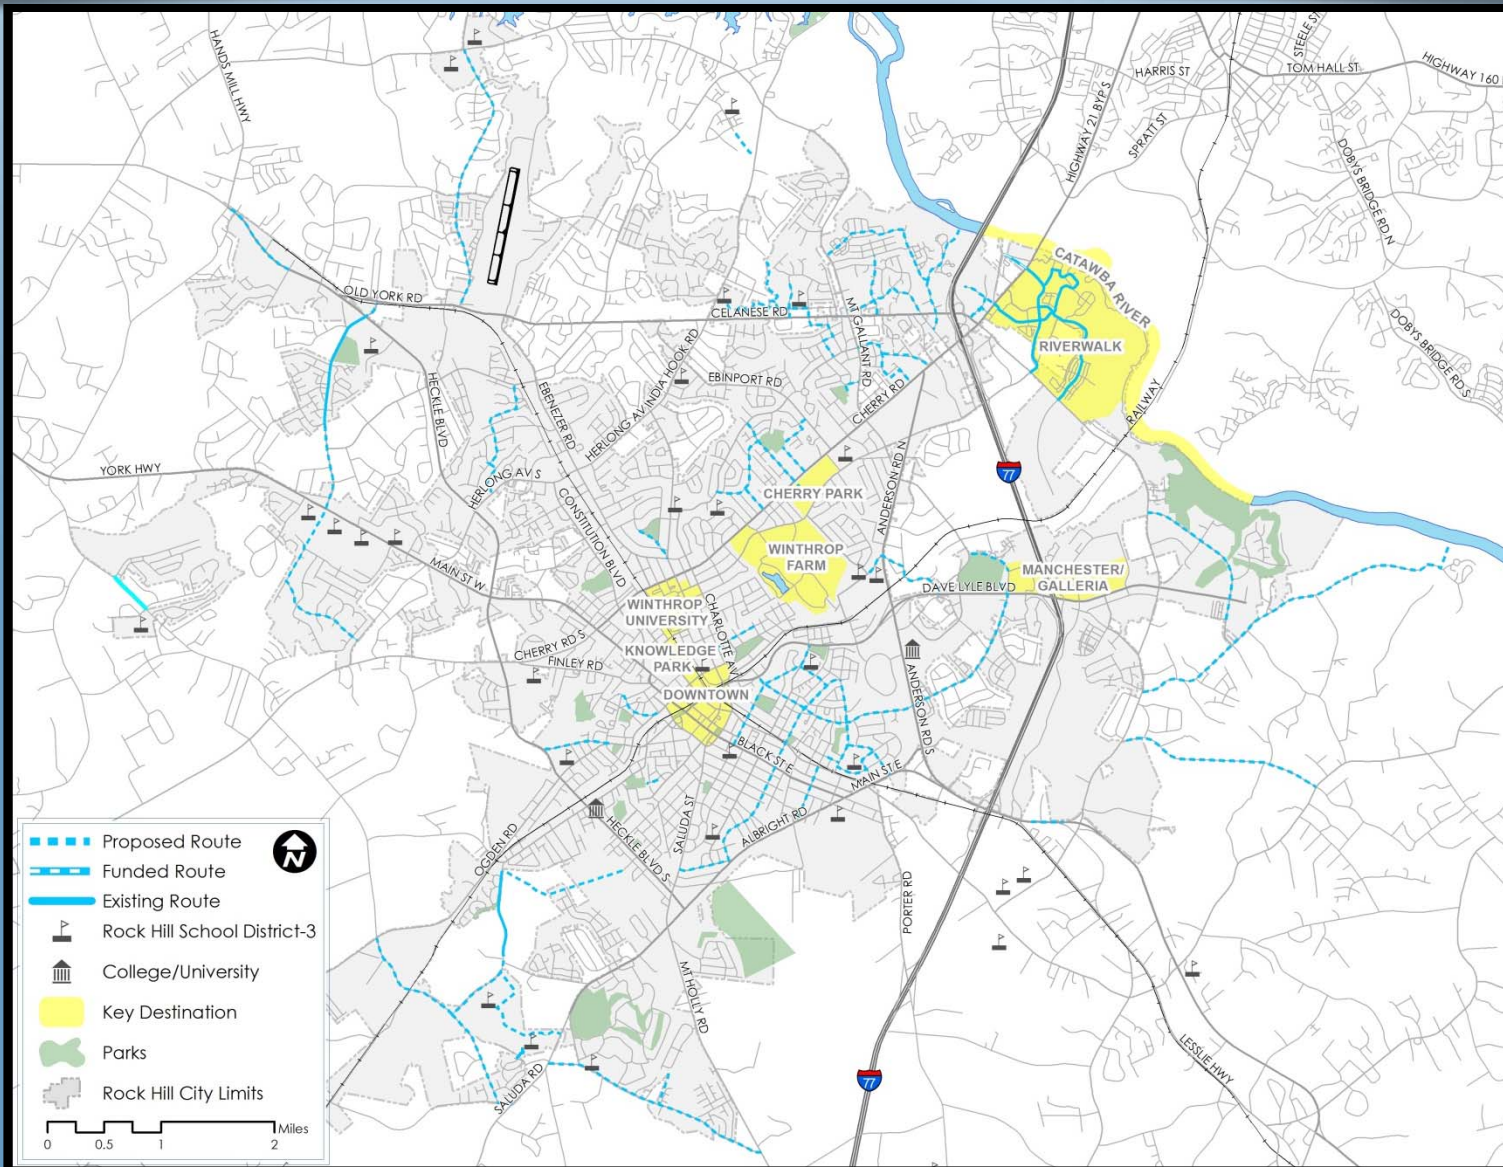 HANDS MILL HWY
STEELE ST
HARRIS ST
TOM HALL ST
HIGHWAY 160
HIGHWAY 21 BYP S
SPRATT ST
DOBYS BRIDGE RD N
CATAWBA RIVER
OLD YORK RD
CELANESE RD
MT GALLANT RD
RIVERWALK
DOBYS BRIDGE RD S
HECKLE BLVD
EBENEZER RD
HERLONG AV
INDIA HOOK RD
EBINPORT RD
CHERRY RD
RAILWAY
YORK HWY
HERLONG AV S
CONSTITUTION BLVD
CHERRY PARK
ANDERSON RD N
77
WINTHROP
FARM
MAIN ST W
MANCHESTER/
GALLERIA
DAVE LYLE BLVD
WINTHROP
UNIVERSITY
CHARLOTTE AV
CHERRY RD S
FINLEY RD
KNOWLEDGE
PARK
DOWNTOWN
ANDERSON RD S
BLACK ST E
MAIN ST E
SALUDA ST
ALBRIGHT RD
OGDEN RD
HECKLE BLVD S
PORTER RD
MT HOLLY RD
LESSLIE HWY
SALUDA RD
77
Proposed Route
N
Funded Route
Existing Route
Rock Hill School District-3
College/University
Key Destination
Parks
Rock Hill City Limits
Miles
0 0.5 1 2